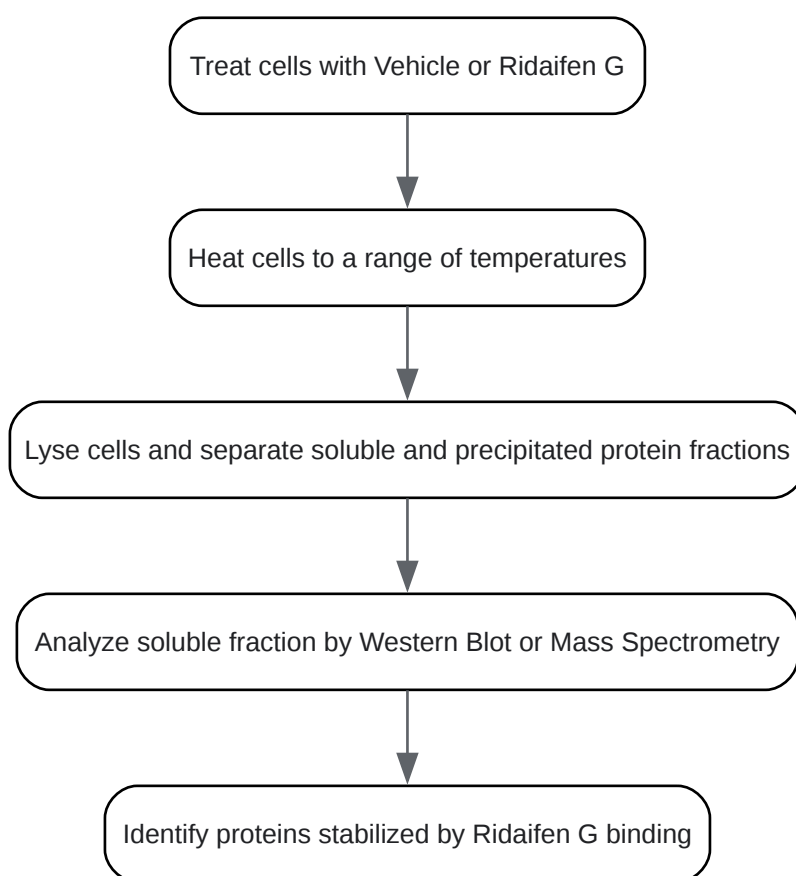 Treat cells with Vehicle or Ridaifen G
Heat cells to a range of temperatures
Lyse cells and separate soluble and precipitated protein fractions
Analyze soluble fraction by Western Blot or Mass Spectrometry
Identify proteins stabilized by Ridaifen G binding